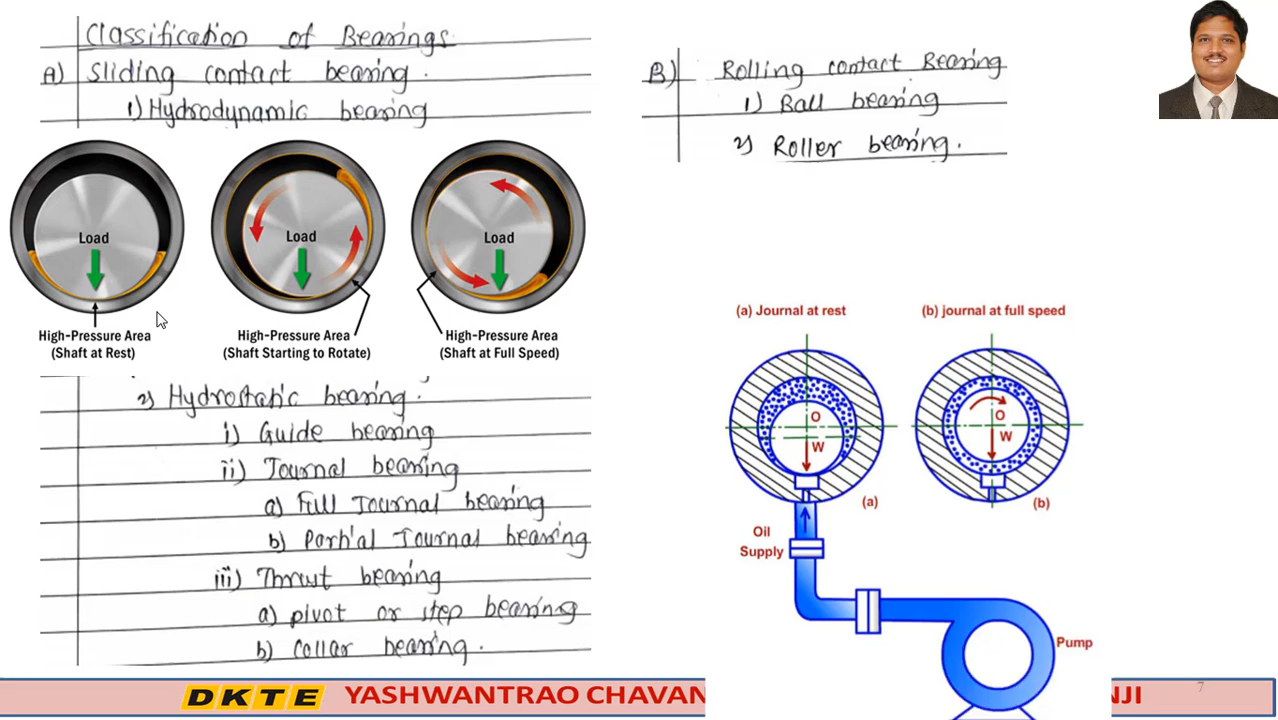 Classification of Bearings
A) Sliding contact bearing.
1) Hydrodynamic bearing
Load
Load
Load
High-Pressure Area
(Shaft at Rest)
High-Pressure Area
(Shaft Starting to Rotate)
High-Pressure Area
(Shaft at Full Speed)
2) Hydrostatic bearing.
i) Guide bearing
ii) Journal bearing
a) Full Journal bearing
b) Partial Journal bearing
iii) Thrust bearing
a) pivot or step bearing
b) collar bearing.
B) Rolling contact Bearing
1) Ball bearing
2) Roller bearing.
(a) Journal at rest
(b) journal at full speed
O
W
O
W
(a)
(b)
Oil
Supply
Pump
DKTE YASHWANTRAO CHAVAN NJI
7